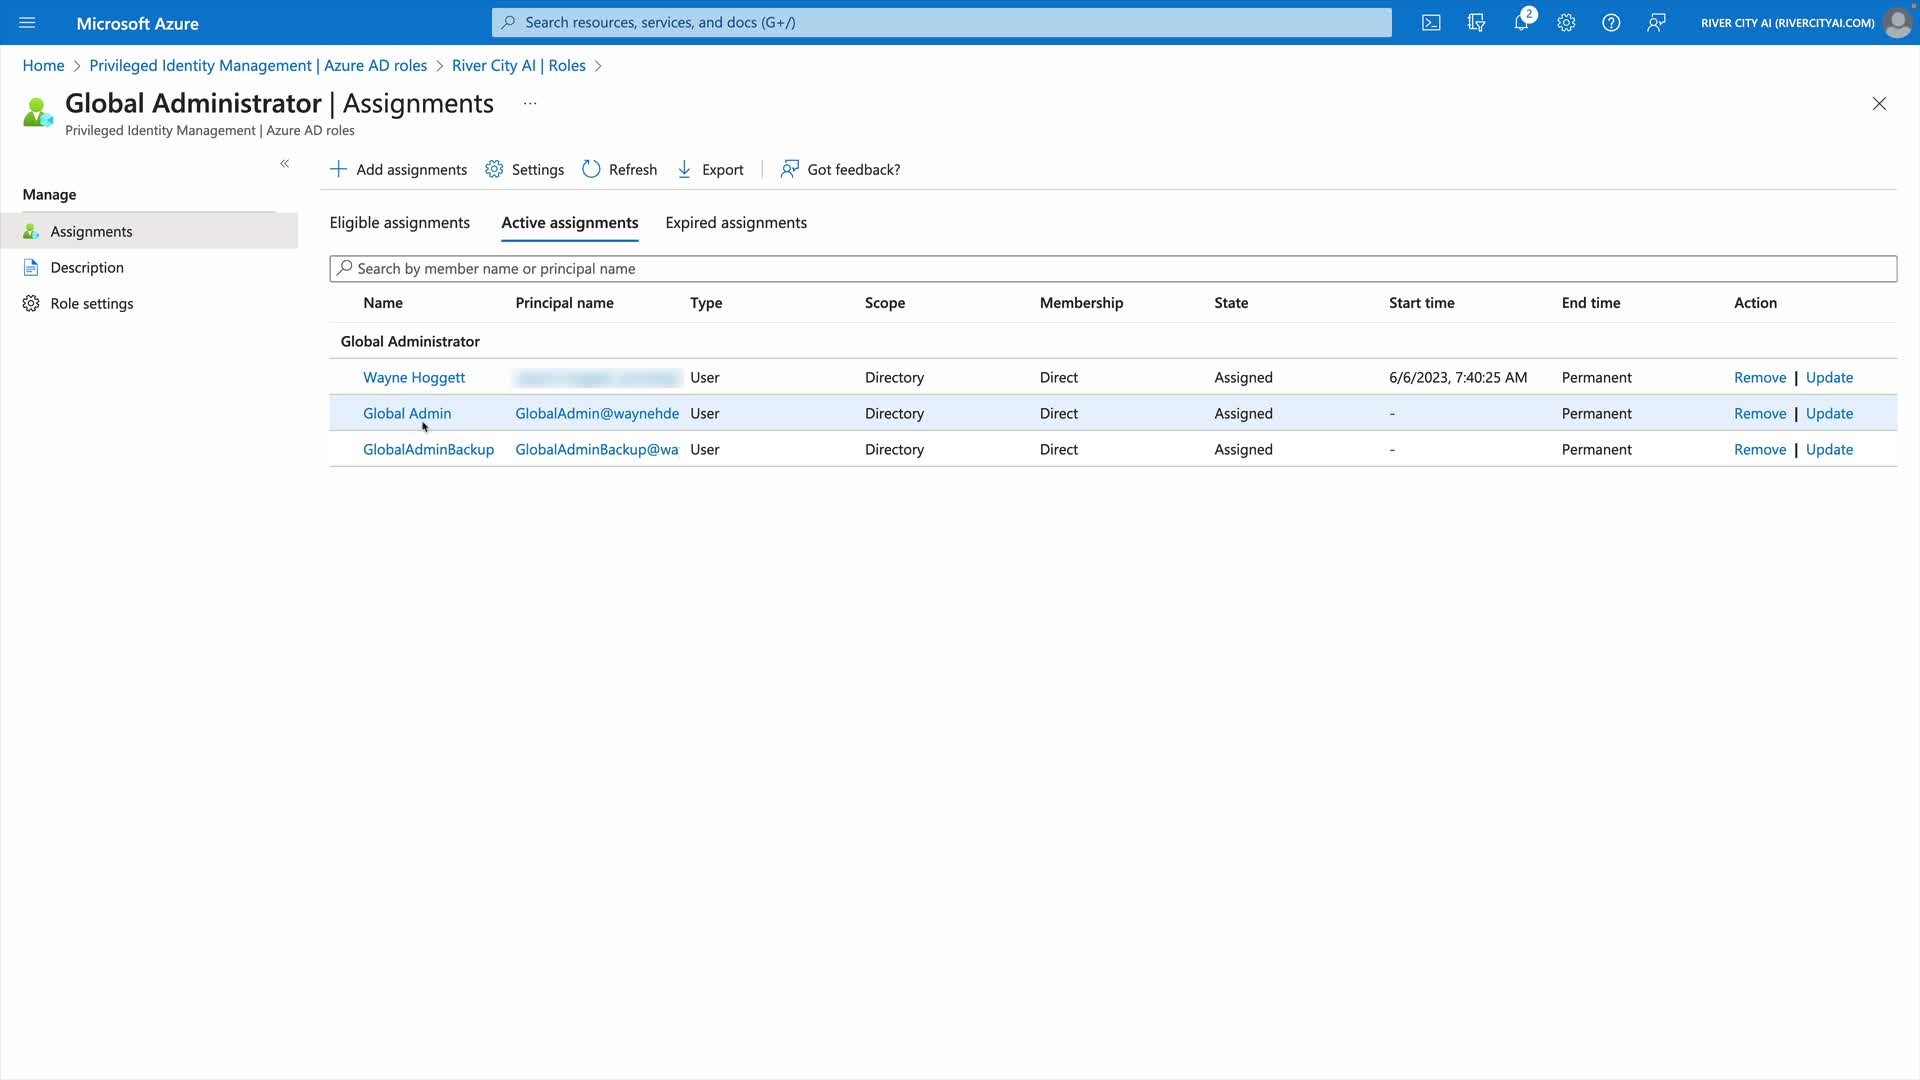 Microsoft Azure
Search resources, services, and docs (G+/)
2
RIVER CITY AI (RIVERCITYAI.COM)
Home > Privileged Identity Management | Azure AD roles > River City AI | Roles >
Global Administrator | Assignments ...
Privileged Identity Management | Azure AD roles
«
Add assignments Settings Refresh Export Got feedback?
Manage
Assignments
Description
Role settings
Eligible assignments Active assignments Expired assignments
Search by member name or principal name
Name Principal name Type Scope Membership State Start time End time Action
Global Administrator
Wayne Hoggett User Directory Direct Assigned 6/6/2023, 7:40:25 AM Permanent Remove | Update
Global Admin GlobalAdmin@waynehde User Directory Direct Assigned - Permanent Remove | Update
GlobalAdminBackup GlobalAdminBackup@wa User Directory Direct Assigned - Permanent Remove | Update